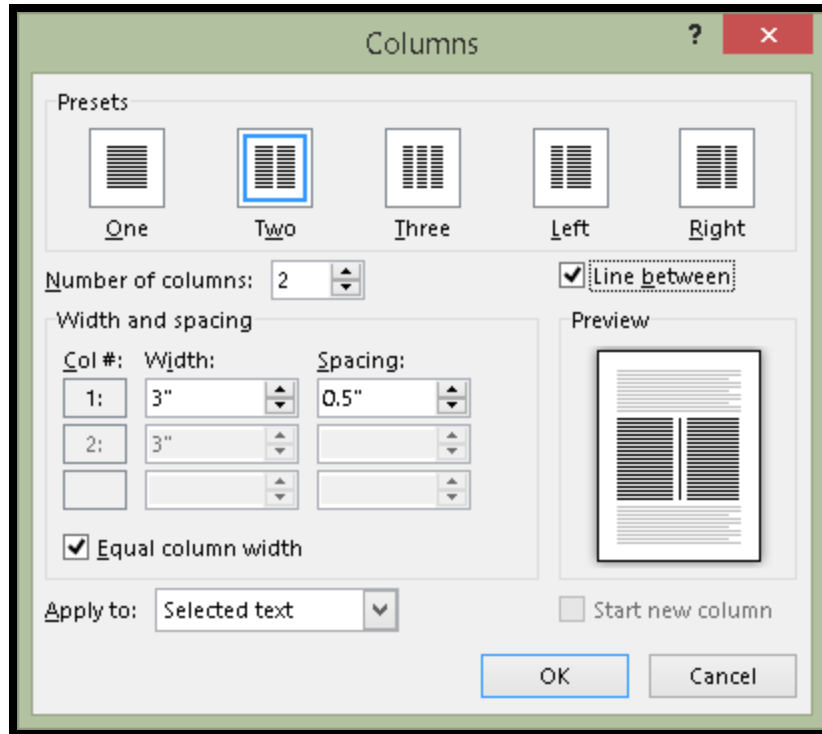 Columns ?
Presets
One Two Three Left Right
Number of columns: 2 Line between
Width and spacing Preview
Col #: Width: Spacing:
1: 3" 0.5"
2: 3"
Equal column width
Apply to: Selected text Start new column
OK Cancel